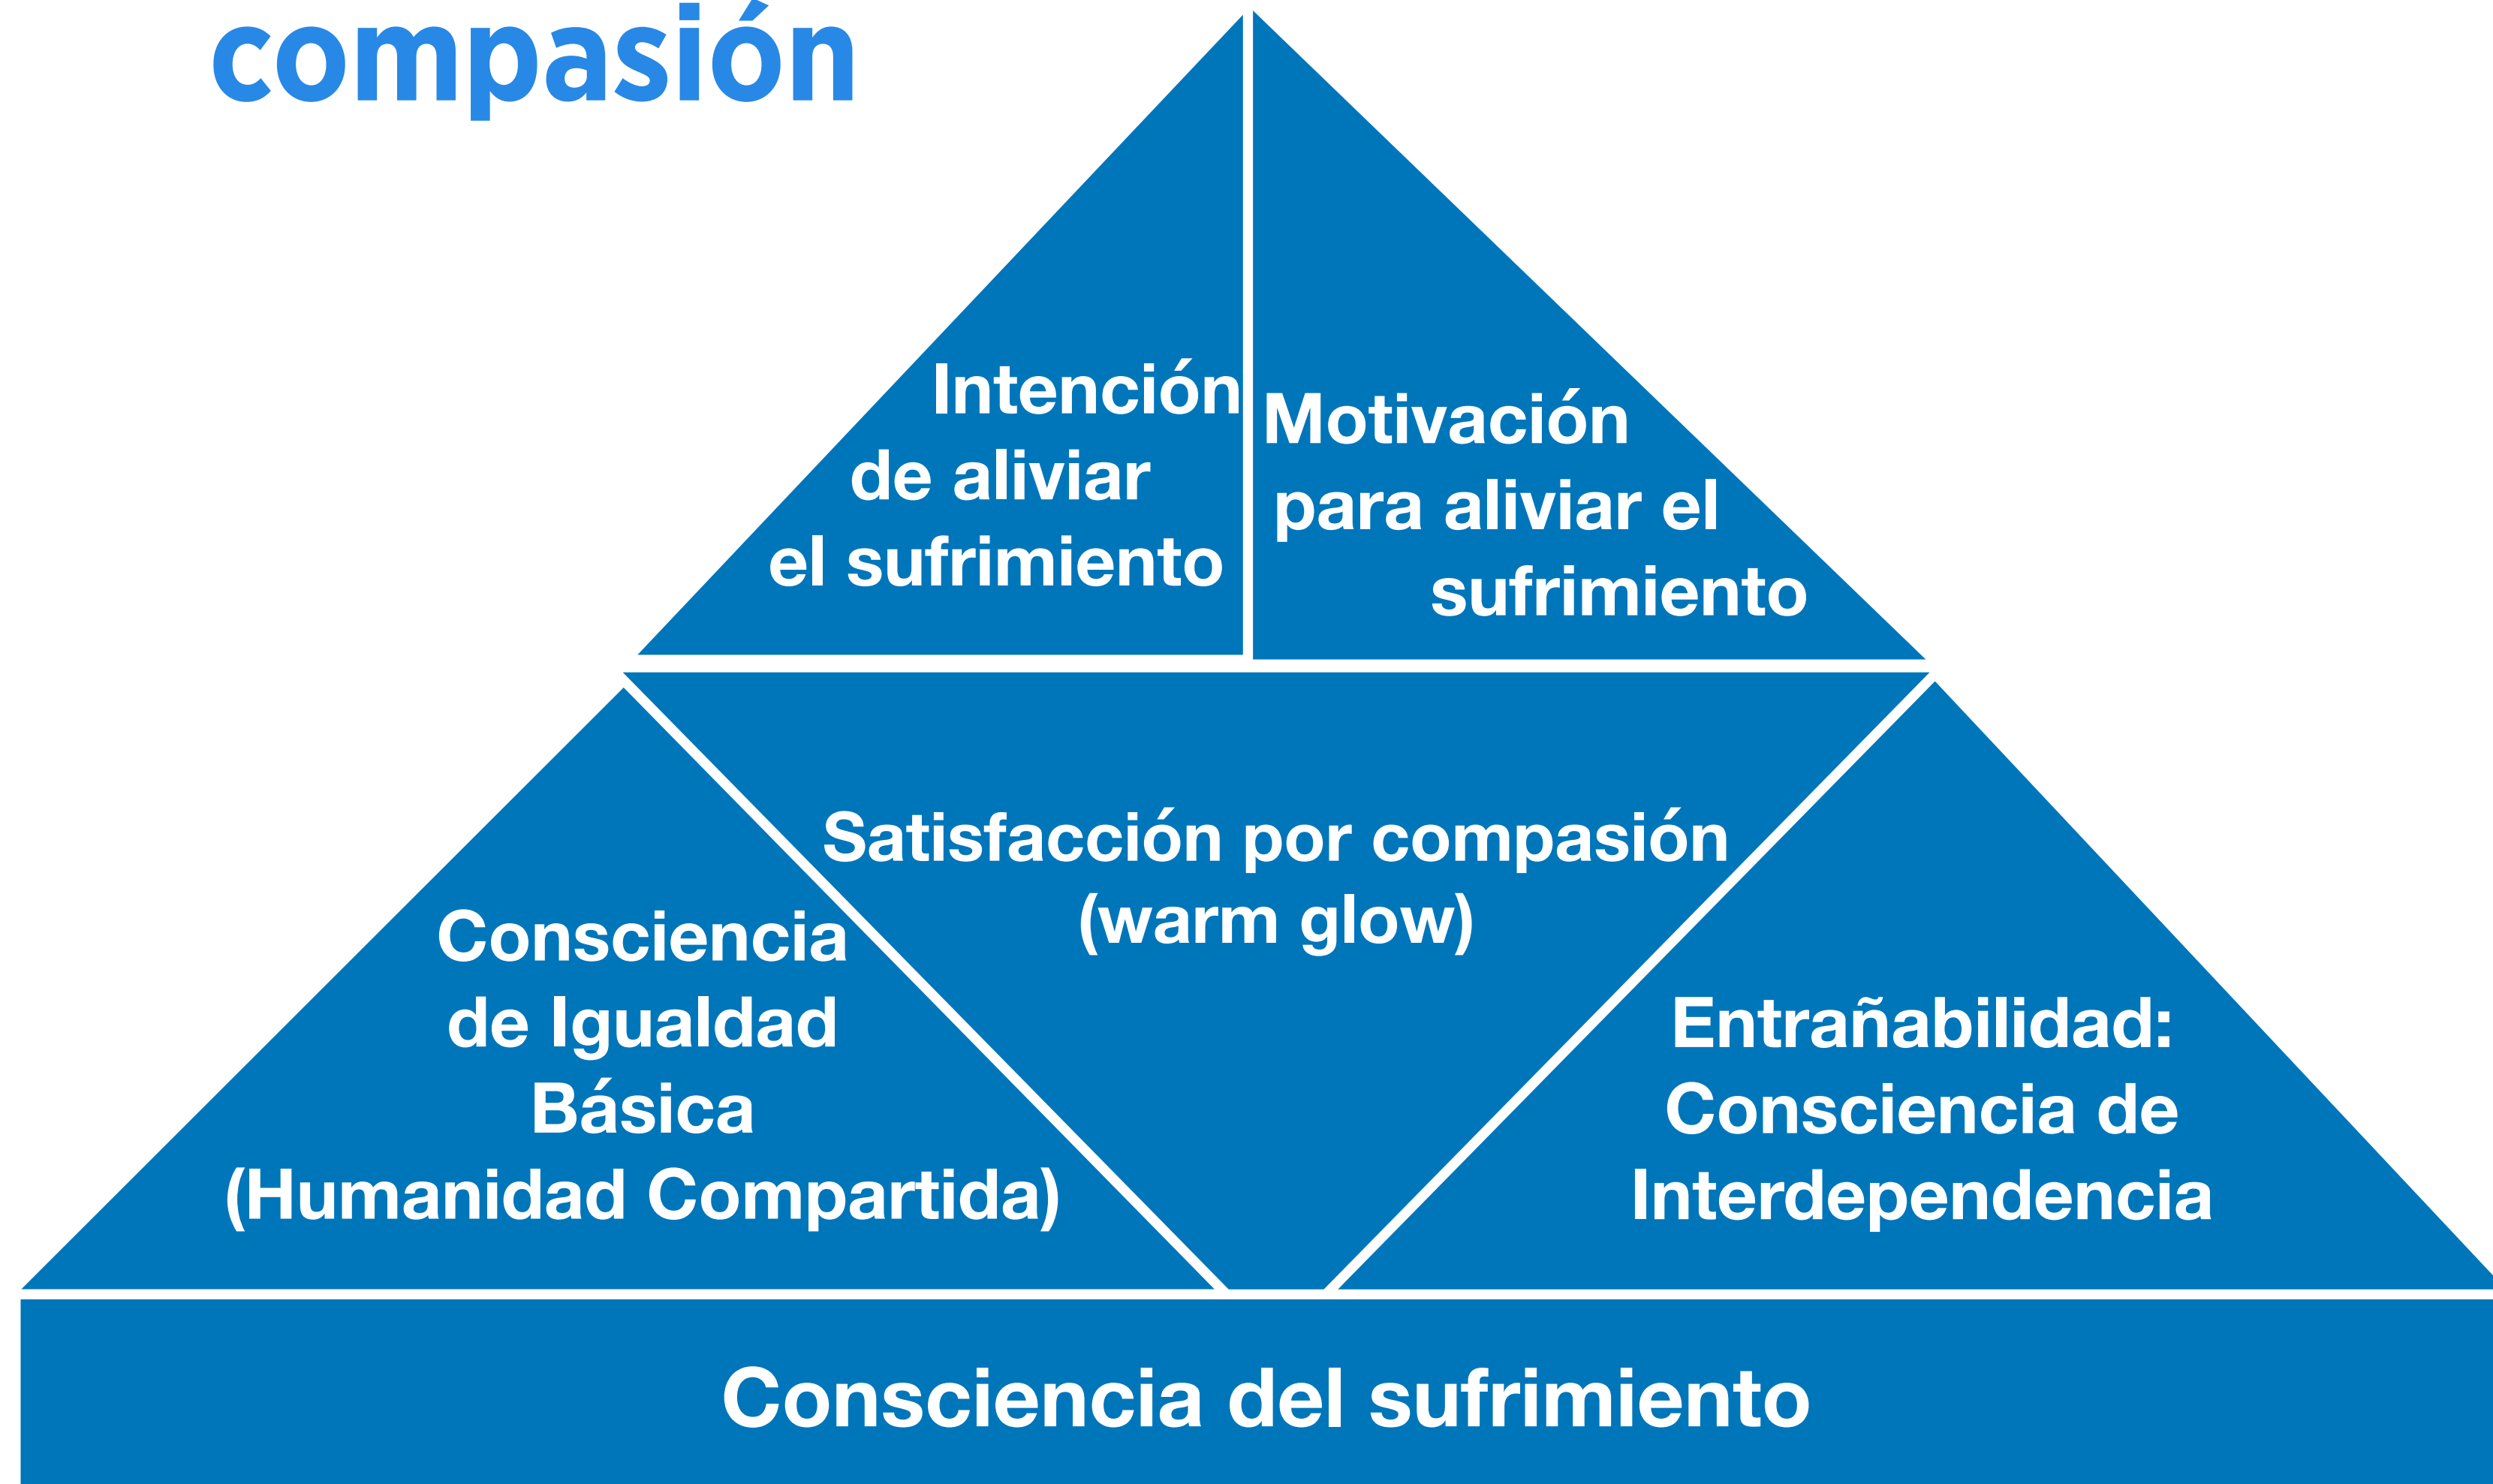 compasión
Intención
de aliviar
el sufrimiento
Motivación
para aliviar el
sufrimiento
Satisfacción por compasión
(warm glow)
Consciencia
de Igualdad
Básica
(Humanidad Compartida)
Entrañabilidad:
Consciencia de
Interdependencia
Consciencia del sufrimiento